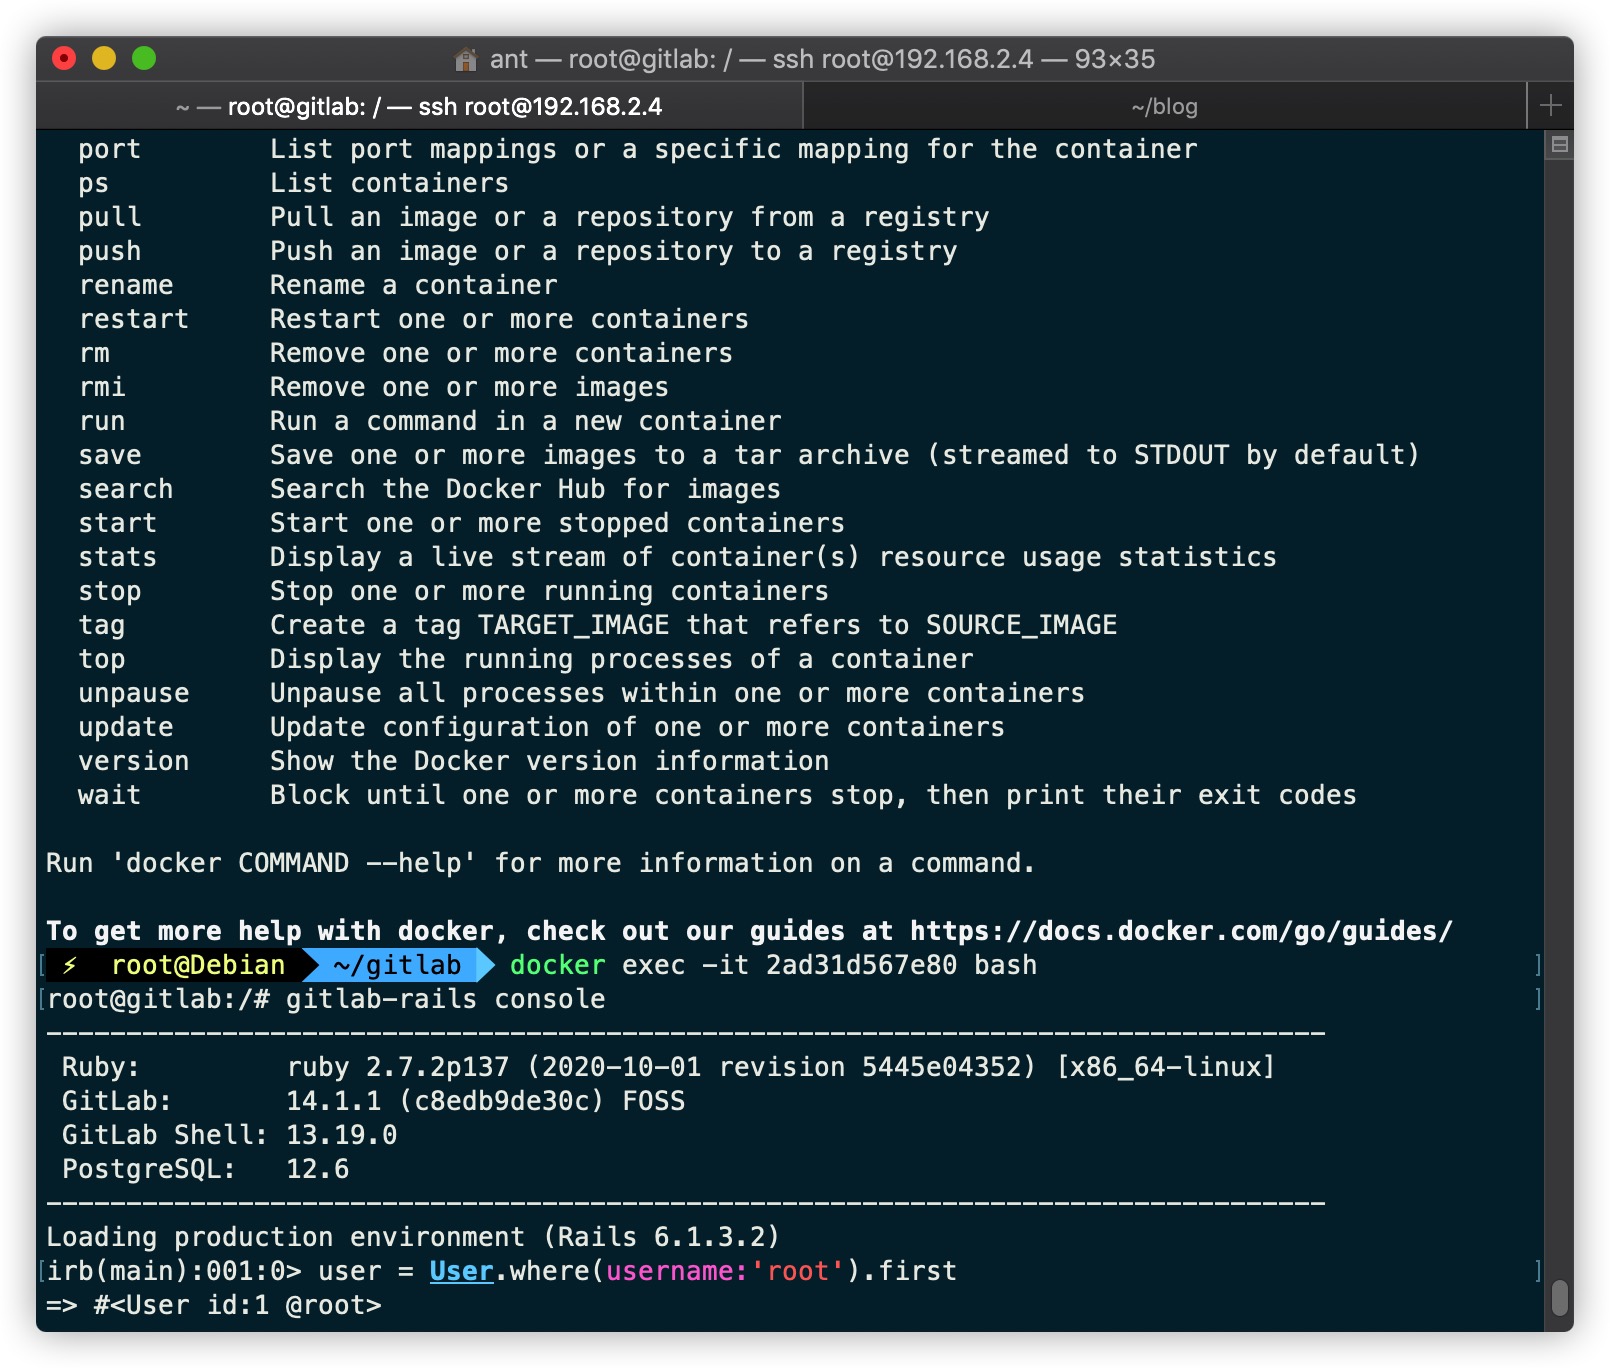 ant — root@gitlab: / — ssh root@192.168.2.4 — 93×35
~ — root@gitlab: / — ssh root@192.168.2.4
~/blog
port        List port mappings or a specific mapping for the container
ps          List containers
pull        Pull an image or a repository from a registry
push        Push an image or a repository to a registry
rename      Rename a container
restart     Restart one or more containers
rm          Remove one or more containers
rmi         Remove one or more images
run         Run a command in a new container
save        Save one or more images to a tar archive (streamed to STDOUT by default)
search      Search the Docker Hub for images
start       Start one or more stopped containers
stats       Display a live stream of container(s) resource usage statistics
stop        Stop one or more running containers
tag         Create a tag TARGET_IMAGE that refers to SOURCE_IMAGE
top         Display the running processes of a container
unpause     Unpause all processes within one or more containers
update      Update configuration of one or more containers
version     Show the Docker version information
wait        Block until one or more containers stop, then print their exit codes
Run 'docker COMMAND --help' for more information on a command.
To get more help with docker, check out our guides at https://docs.docker.com/go/guides/
⚡ root@Debian ~/gitlab docker exec -it 2ad31d567e80 bash
root@gitlab:/# gitlab-rails console
--------------------------------------------------------------------------------
Ruby:         ruby 2.7.2p137 (2020-10-01 revision 5445e04352) [x86_64-linux]
GitLab:       14.1.1 (c8edb9de30c) FOSS
GitLab Shell: 13.19.0
PostgreSQL:   12.6
--------------------------------------------------------------------------------
Loading production environment (Rails 6.1.3.2)
irb(main):001:0> user = User.where(username:'root').first
=> #<User id:1 @root>